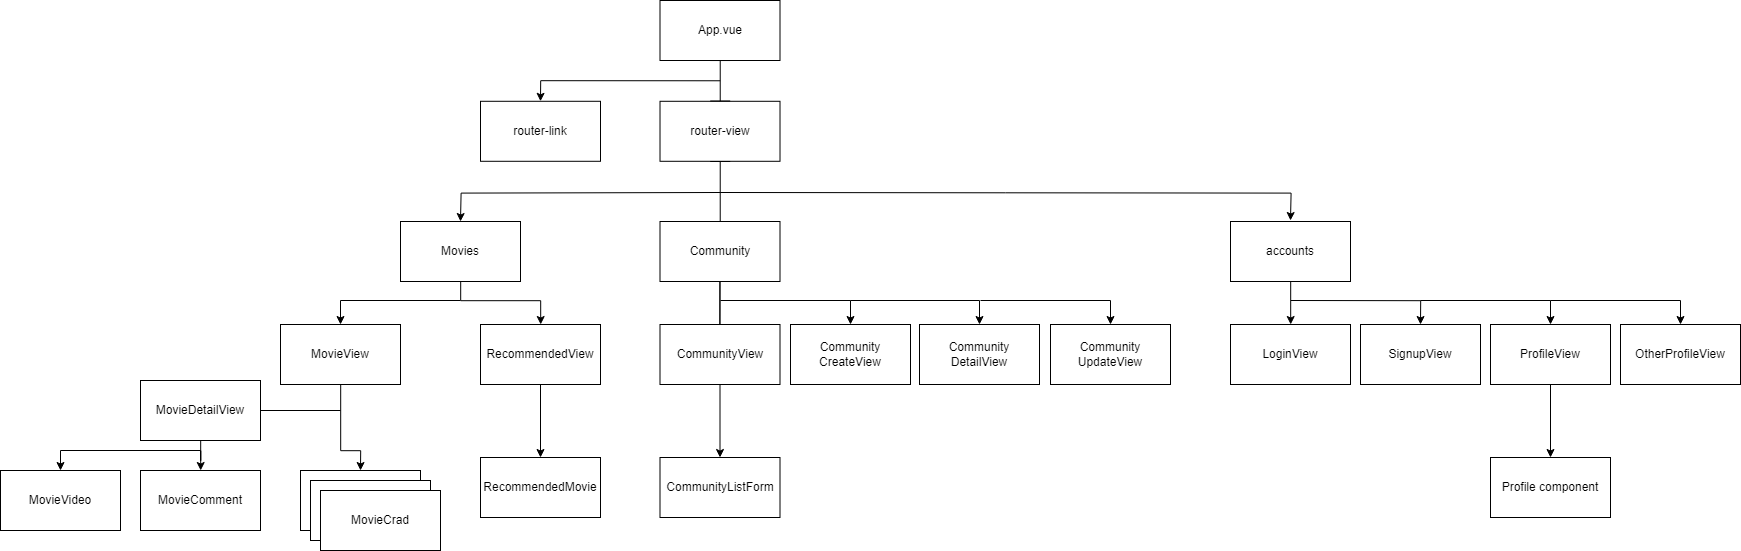 App.vue
router-link
router-view
Movies
Community
accounts
MovieView
RecommendedView
CommunityView
Community
CreateView
Community
DetailView
Community
UpdateView
LoginView
SignupView
ProfileView
OtherProfileView
MovieDetailView
MovieVideo
MovieComment
MovieCrad
RecommendedMovie
CommunityListForm
Profile component